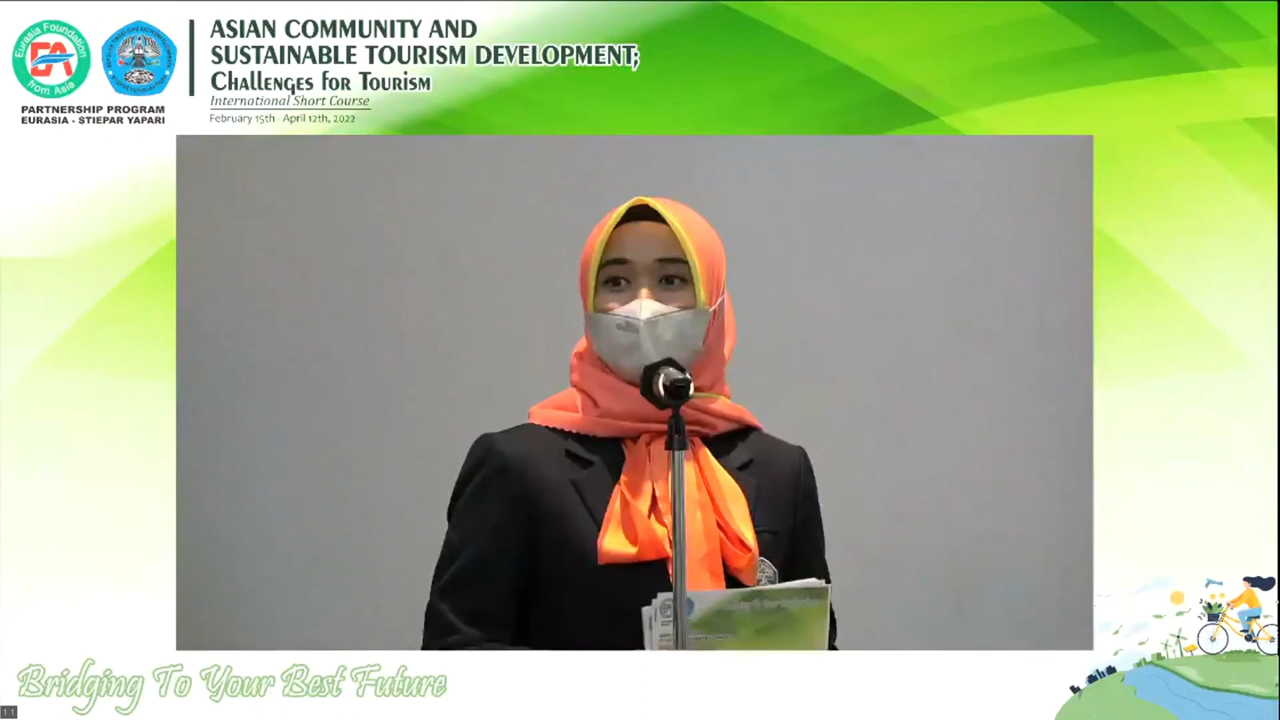 Eurasia Foundation
EA
from Asia
PARTNERSHIP PROGRAM
EURASIA - STIEPAR YAPARI
ASIAN COMMUNITY AND
SUSTAINABLE TOURISM DEVELOPMENT;
Challenges for Tourism
International Short Course
February 15th April 12th, 2022
Bridging To Your Best Future
11